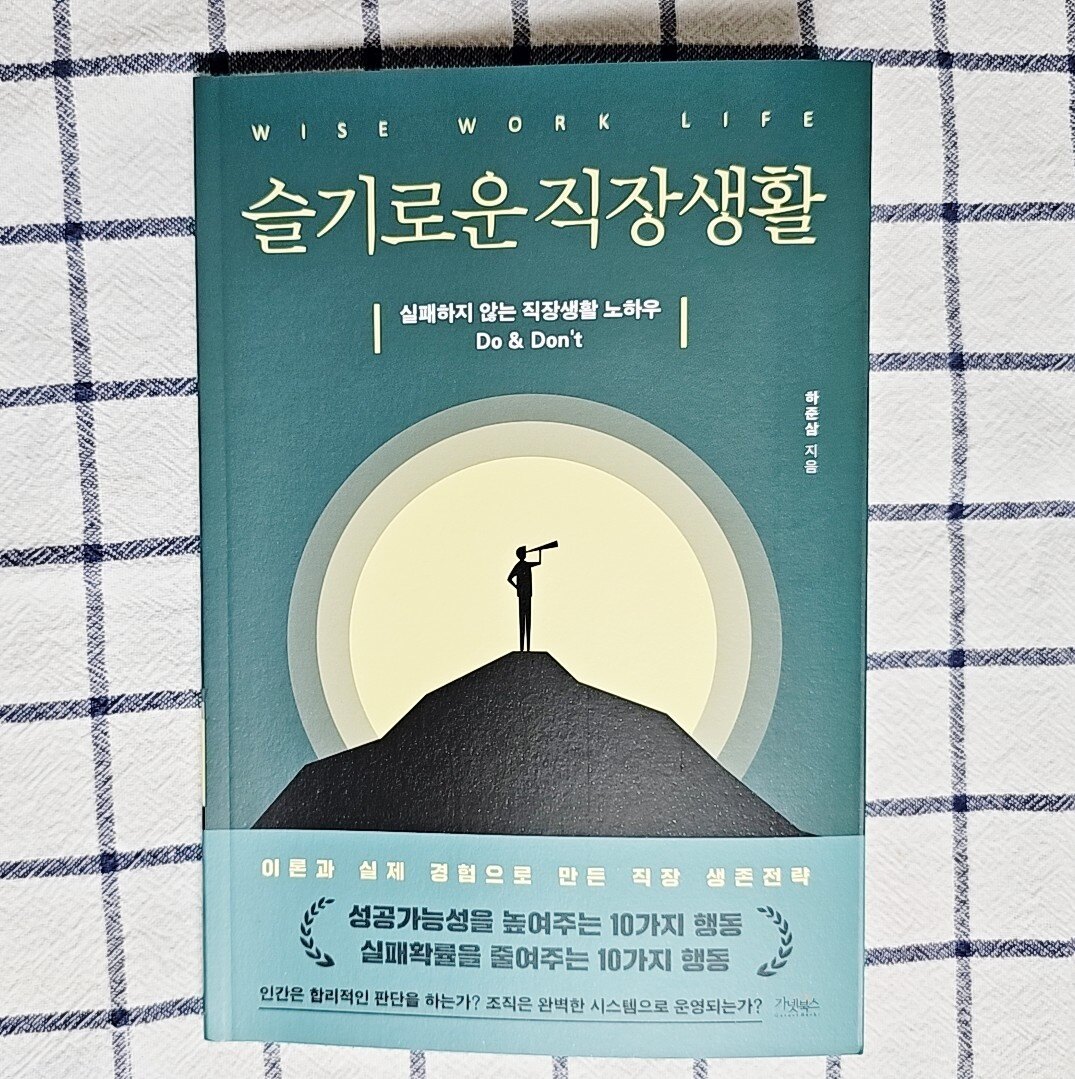 WISE WORK LIFE
슬기로운 직장생활
실패하지 않는 직장생활 노하우
Do & Don't
하준삼 지음
이론과 실제 경험으로 만든 직장 생존전략
성공가능성을 높여주는 10가지 행동
실패확률을 줄여주는 10가지 행동
인간은 합리적인 판단을 하는가? 조직은 완벽한 시스템으로 운영되는가?
가넷북스